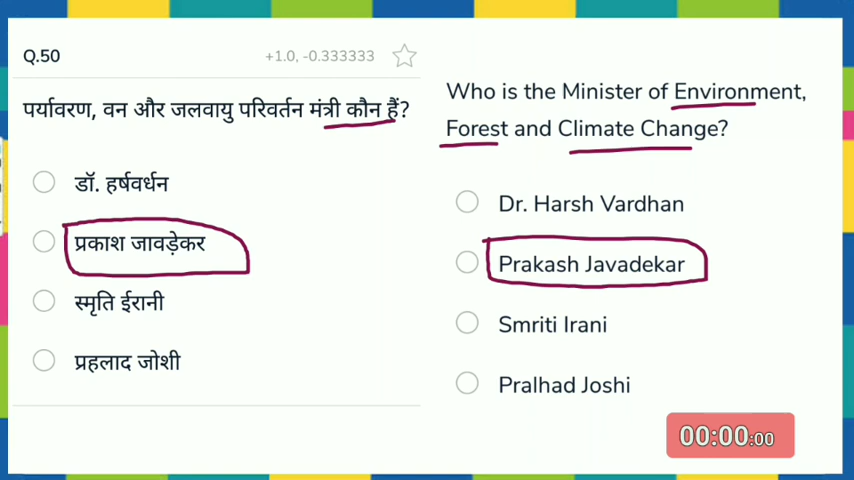 Q.50
+1.0, -0.333333
पर्यावरण, वन और जलवायु परिवर्तन मंत्री कौन हैं?
डॉ. हर्षवर्धन
प्रकाश जावड़ेकर
स्मृति ईरानी
प्रहलाद जोशी
Who is the Minister of Environment,
Forest and Climate Change?
Dr. Harsh Vardhan
Prakash Javadekar
Smriti Irani
Pralhad Joshi
00:00:00